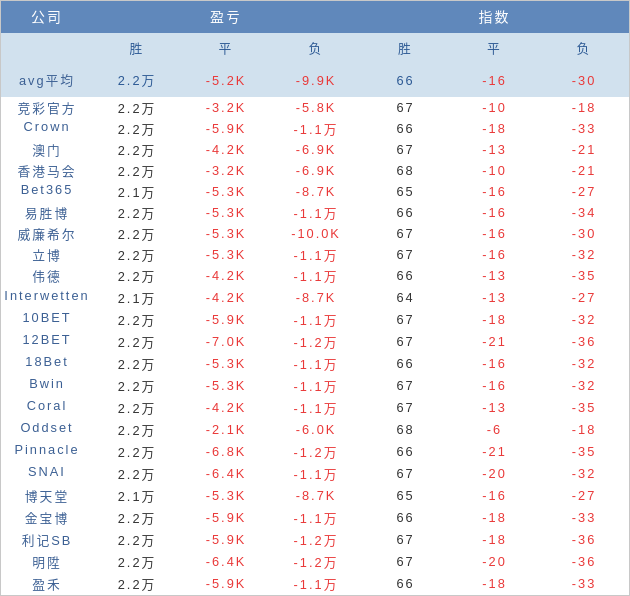 公司 盈亏 指数
胜 平 负 胜 平 负
avg平均 2.2万 -5.2K -9.9K 66 -16 -30
竞彩官方 2.2万 -3.2K -5.8K 67 -10 -18
Crown 2.2万 -5.9K -1.1万 66 -18 -33
澳门 2.2万 -4.2K -6.9K 67 -13 -21
香港马会 2.2万 -3.2K -6.9K 68 -10 -21
Bet365 2.1万 -5.3K -8.7K 65 -16 -27
易胜博 2.2万 -5.3K -1.1万 66 -16 -34
威廉希尔 2.2万 -5.3K -10.0K 67 -16 -30
立博 2.2万 -5.3K -1.1万 67 -16 -32
伟德 2.2万 -4.2K -1.1万 66 -13 -35
Interwetten 2.1万 -4.2K -8.7K 64 -13 -27
10BET 2.2万 -5.9K -1.1万 67 -18 -32
12BET 2.2万 -7.0K -1.2万 67 -21 -36
18Bet 2.2万 -5.3K -1.1万 66 -16 -32
Bwin 2.2万 -5.3K -1.1万 67 -16 -32
Coral 2.2万 -4.2K -1.1万 67 -13 -35
Oddset 2.2万 -2.1K -6.0K 68 -6 -18
Pinnacle 2.2万 -6.8K -1.2万 66 -21 -35
SNAI 2.2万 -6.4K -1.1万 67 -20 -32
博天堂 2.1万 -5.3K -8.7K 65 -16 -27
金宝博 2.2万 -5.9K -1.1万 66 -18 -33
利记SB 2.2万 -5.9K -1.2万 67 -18 -36
明陞 2.2万 -6.4K -1.2万 67 -20 -36
盈禾 2.2万 -5.9K -1.1万 66 -18 -33